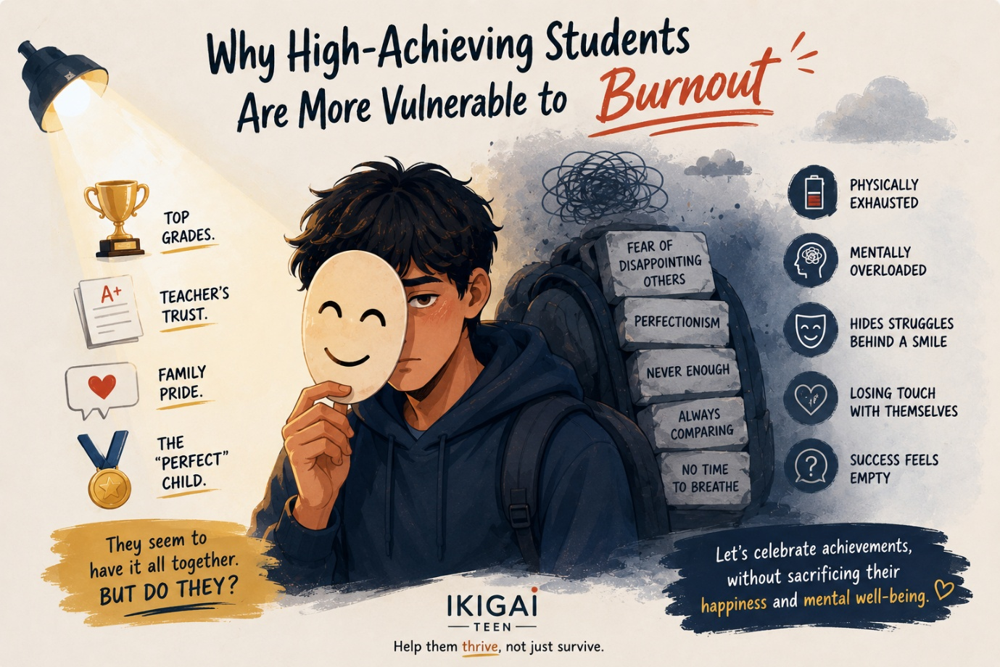 Why High-Achieving Students
Are More Vulnerable to Burnout
TOP
GRADES.
A+
TEACHER'S
TRUST.
FAMILY
PRIDE.
THE
"PERFECT"
CHILD.
They seem to
have it all together.
BUT DO THEY?
FEAR OF
DISAPPOINTING
OTHERS
PERFECTIONISM
NEVER ENOUGH
ALWAYS
COMPARING
NO TIME
TO BREATHE
PHYSICALLY
EXHAUSTED
MENTALLY
OVERLOADED
HIDES STRUGGLES
BEHIND A SMILE
LOSING TOUCH
WITH THEMSELVES
?
SUCCESS FEELS
EMPTY
Let's celebrate achievements,
without sacrificing their
happiness and mental well-being.
IKIGAI
TEEN
Help them thrive, not just survive.